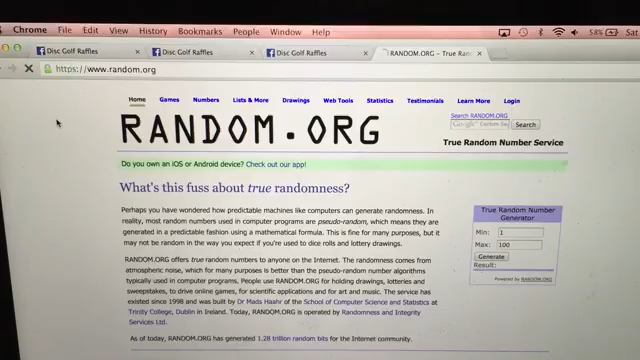 Chrome File Edit View History Bookmarks People Window Help 58% Sat
Disc Golf Raffles Disc Golf Raffles Disc Golf Raffles RANDOM.ORG - True Ran
https://www.random.org
Home Games Numbers Lists & More Drawings Web Tools Statistics Testimonials Learn More Login
RANDOM.ORG
Search RANDOM.ORG
Google Custom Search
True Random Number Service
Do you own an iOS or Android device? Check out our app!
What's this fuss about true randomness?
Perhaps you have wondered how predictable machines like computers can generate randomness. In
reality, most random numbers used in computer programs are pseudo-random, which means they are
generated in a predictable fashion using a mathematical formula. This is fine for many purposes, but it
may not be random in the way you expect if you're used to dice rolls and lottery drawings.
RANDOM.ORG offers true random numbers to anyone on the Internet. The randomness comes from
atmospheric noise, which for many purposes is better than the pseudo-random number algorithms
typically used in computer programs. People use RANDOM.ORG for holding drawings, lotteries and
sweepstakes, to drive online games, for scientific applications and for art and music. The service has
existed since 1998 and was built by Dr Mads Haahr of the School of Computer Science and Statistics at
Trinity College, Dublin in Ireland. Today, RANDOM.ORG is operated by Randomness and Integrity
Services Ltd.
As of today, RANDOM.ORG has generated 1.28 trillion random bits for the Internet community.
True Random Number
Generator
Min: 1
Max: 100
Generate
Result:
Powered by RANDOM.ORG